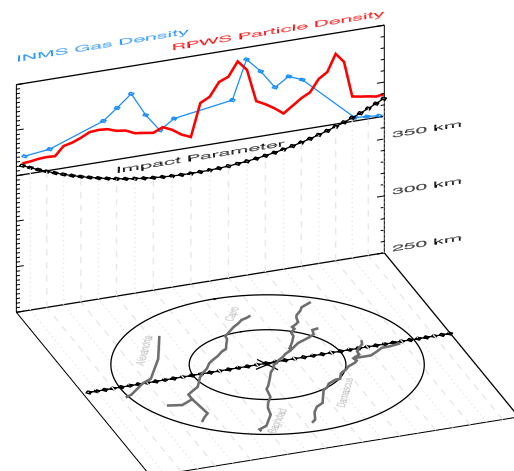 INMS Gas Density
RPWS Particle Density
Impact Parameter
350 km
300 km
250 km
Alexandria
Cairo
Baghdad
Damascus